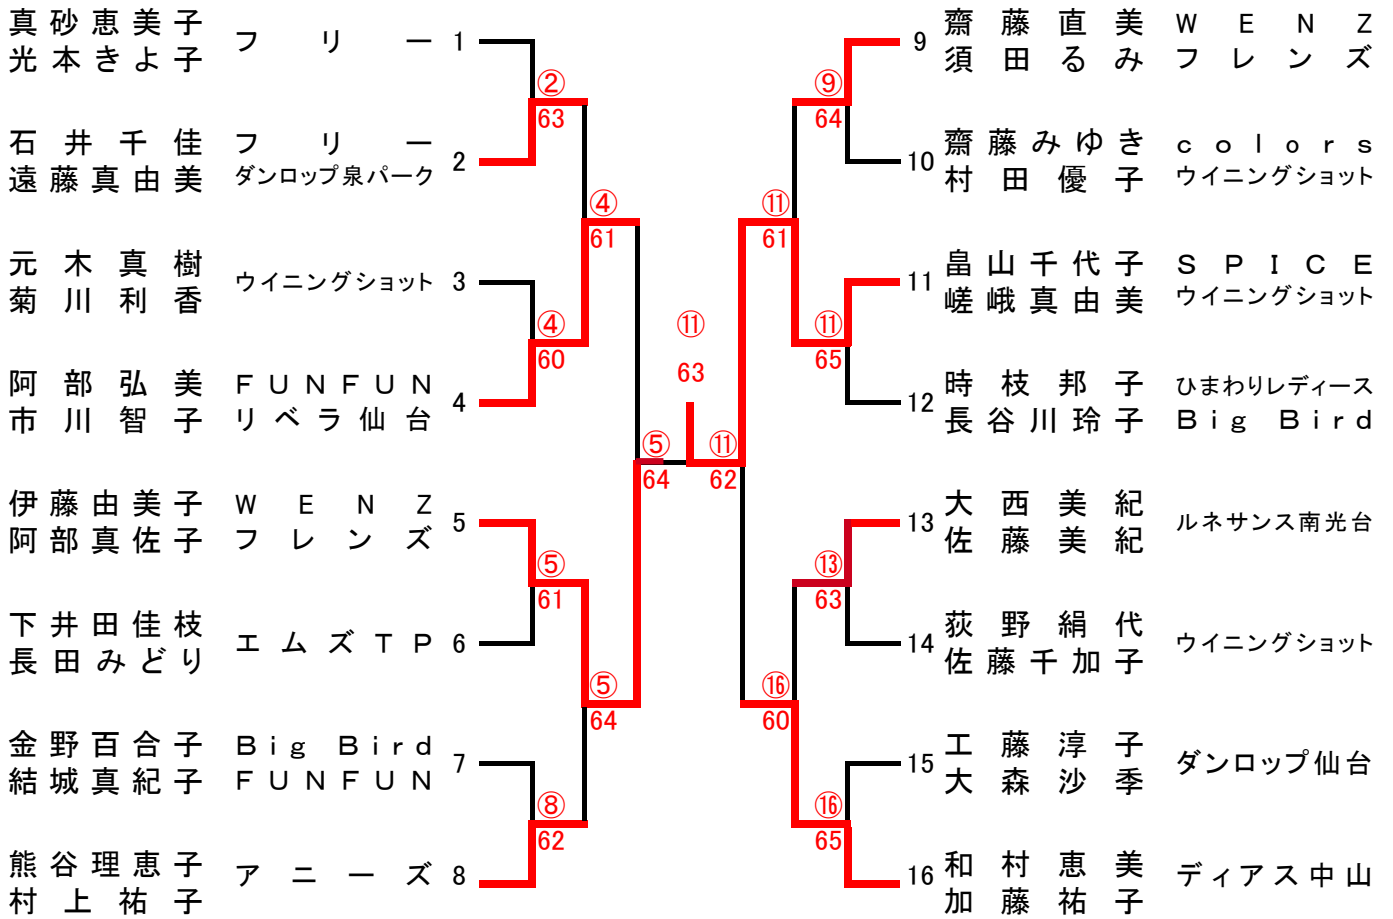 真砂恵美子 フリー 1
光本きよ子
②
63
石井千佳 フリー 2
遠藤真由美 ダンロップ泉パーク
④
61
元木真樹 ウイニングショット 3
菊川利香
④
60
阿部弘美 FUNFUN 4
市川智子 リベラ仙台
⑤
64
伊藤由美子 WENZ 5
阿部真佐子 フレンズ
⑤
61
下井田佳枝 エムズTP 6
長田みどり
⑤
64
金野百合子 Big Bird 7
結城真紀子 FUNFUN
⑧
62
熊谷理恵子 アニーズ 8
村上祐子
⑪
63
9 齋藤直美 WENZ
須田るみ フレンズ
⑨
64
10 齋藤みゆき colors
村田優子 ウイニングショット
⑪
61
11 畠山千代子 SPICE
嵯峨真由美 ウイニングショット
⑪
65
12 時枝邦子 ひまわりレディース
長谷川玲子 Big Bird
⑪
62
13 大西美紀 ルネサンス南光台
佐藤美紀
⑬
63
14 荻野絹代 ウイニングショット
佐藤千加子
⑯
60
15 工藤淳子 ダンロップ仙台
大森沙季
⑯
65
16 和村恵美 ディアス中山
加藤祐子